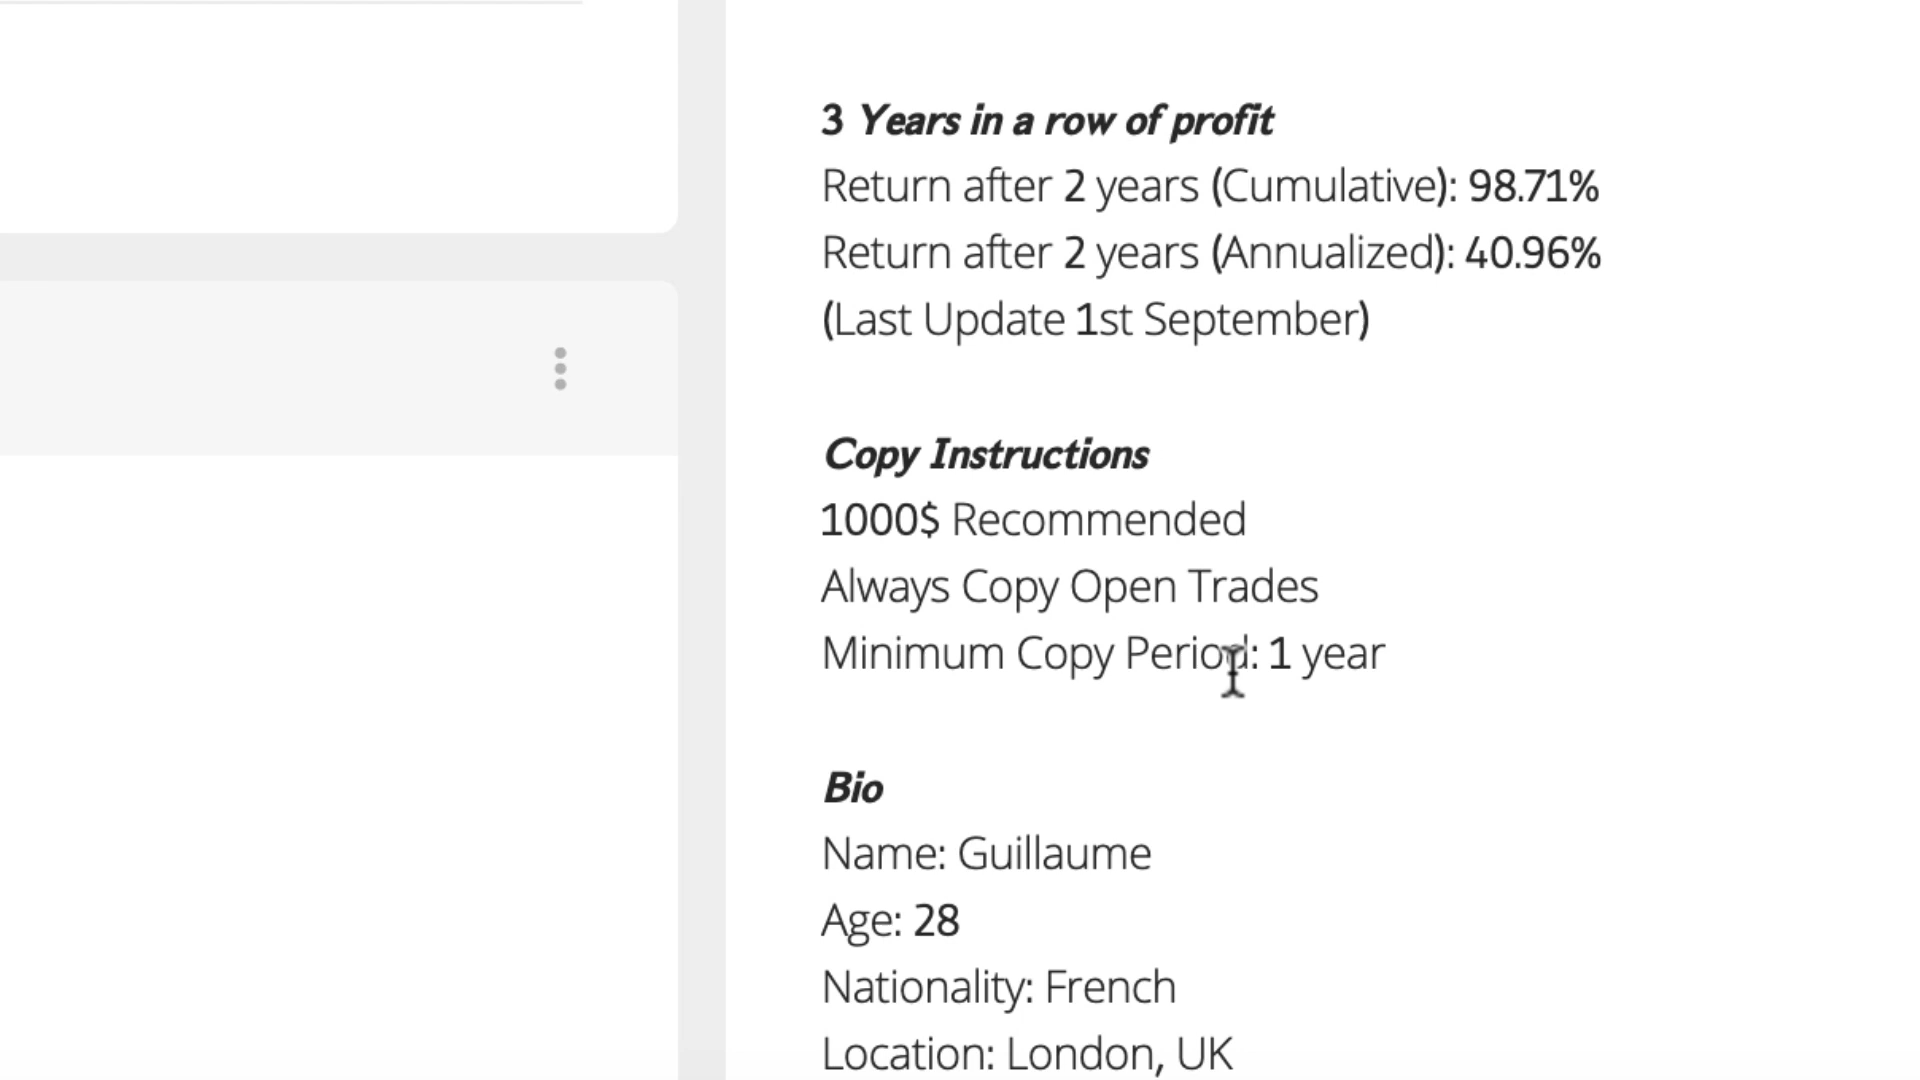 3 Years in a row of profit
Return after 2 years (Cumulative): 98.71%
Return after 2 years (Annualized): 40.96%
(Last Update 1st September)
Copy Instructions
1000$ Recommended
Always Copy Open Trades
Minimum Copy Period: 1 year
Bio
Name: Guillaume
Age: 28
Nationality: French
Location: London, UK